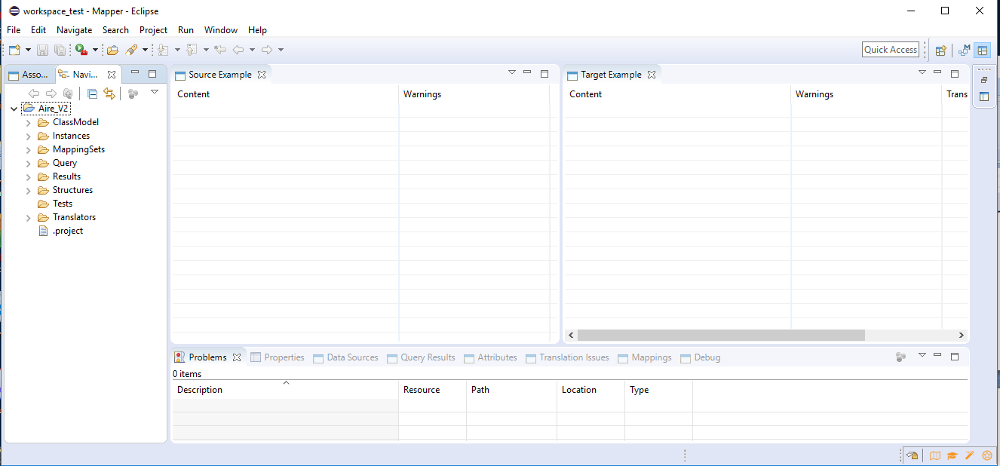 workspace_test - Mapper - Eclipse
File Edit Navigate Search Project Run Window Help
Quick Access
Asso... Navi...
Aire_V2
ClassModel
Instances
MappingSets
Query
Results
Structures
Tests
Translators
.project
Source Example
Content Warnings
Target Example
Content Warnings Trans
Problems Properties Data Sources Query Results Attributes Translation Issues Mappings Debug
0 items
Description Resource Path Location Type